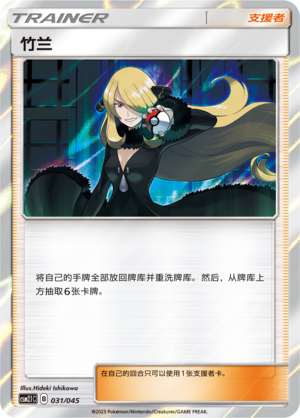 TRAINER
支援者
竹兰
将自己的手牌全部放回牌库并重洗牌库。然后，从牌库上
方抽取6张卡牌。
Illus.Hideki Ishikawa
031/045
在自己的回合只可以使用1张支援者卡。
©2023 Pokémon/Nintendo/Creatures/GAME FREAK.